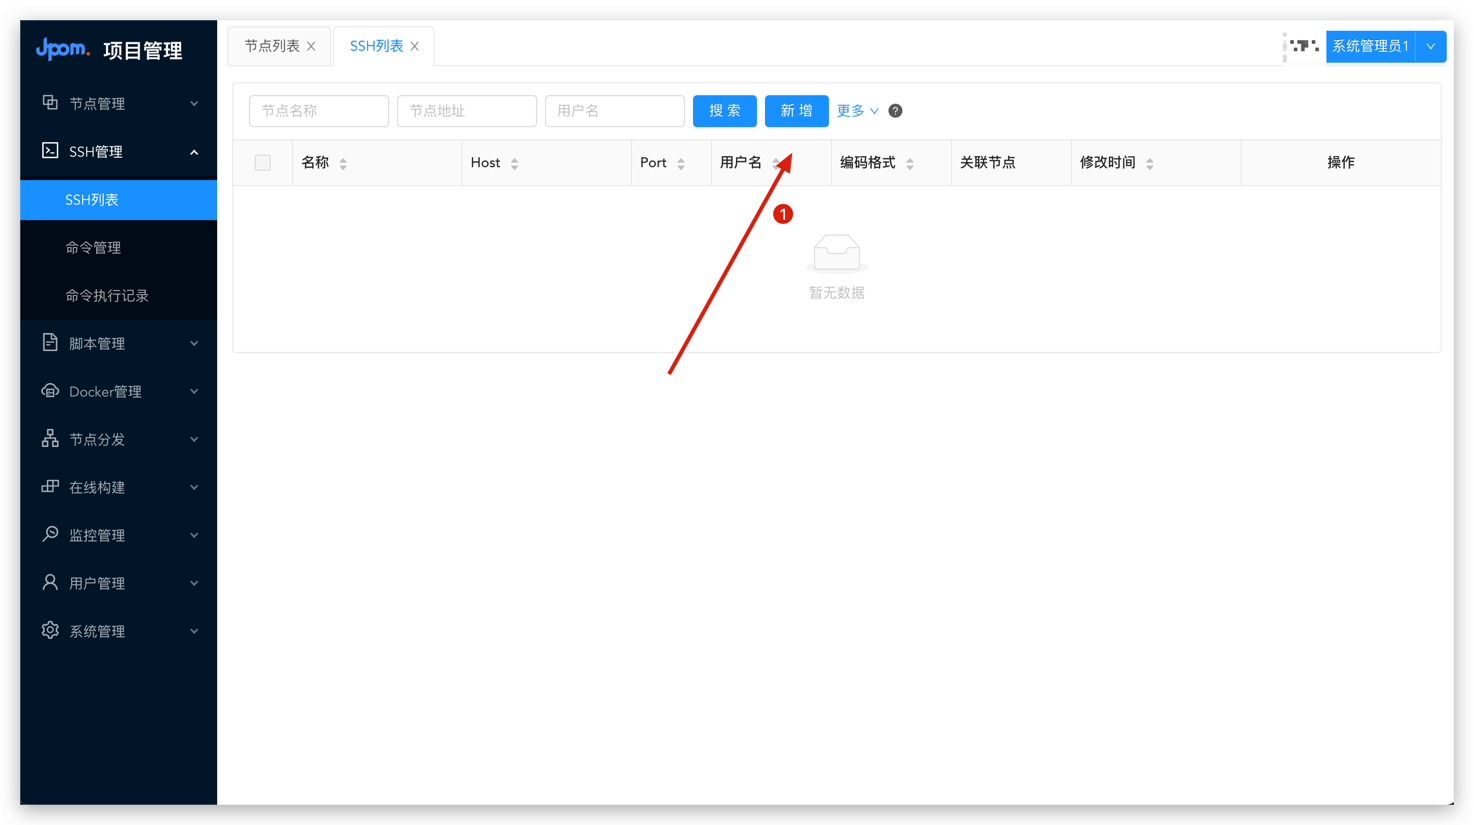 Jpom. 项目管理
节点列表
SSH列表
系统管理员1
节点管理
SSH管理
SSH列表
命令管理
命令执行记录
脚本管理
Docker管理
节点分发
在线构建
监控管理
用户管理
系统管理
节点名称
节点地址
用户名
搜 索
新 增
更多
?
名称
Host
Port
用户名
编码格式
关联节点
修改时间
操作
1
暂无数据